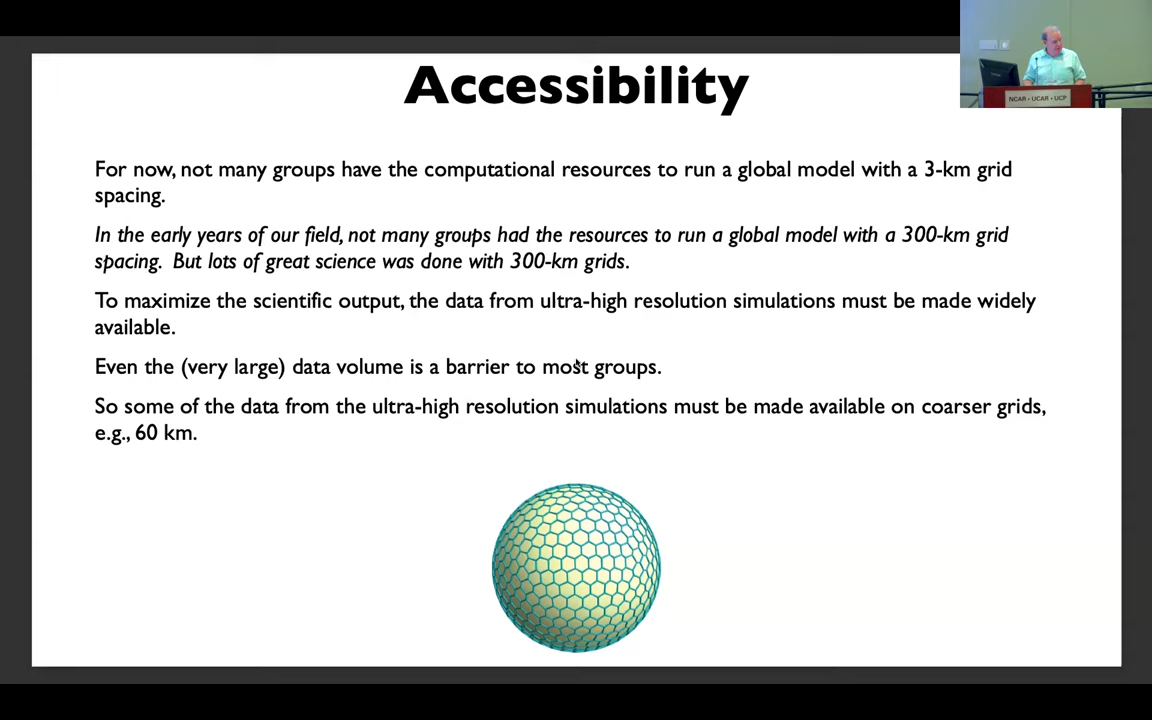 Accessibility
NCAR • UCAR • UCP
For now, not many groups have the computational resources to run a global model with a 3-km grid
spacing.
In the early years of our field, not many groups had the resources to run a global model with a 300-km grid
spacing. But lots of great science was done with 300-km grids.
To maximize the scientific output, the data from ultra-high resolution simulations must be made widely
available.
Even the (very large) data volume is a barrier to most groups.
So some of the data from the ultra-high resolution simulations must be made available on coarser grids,
e.g., 60 km.